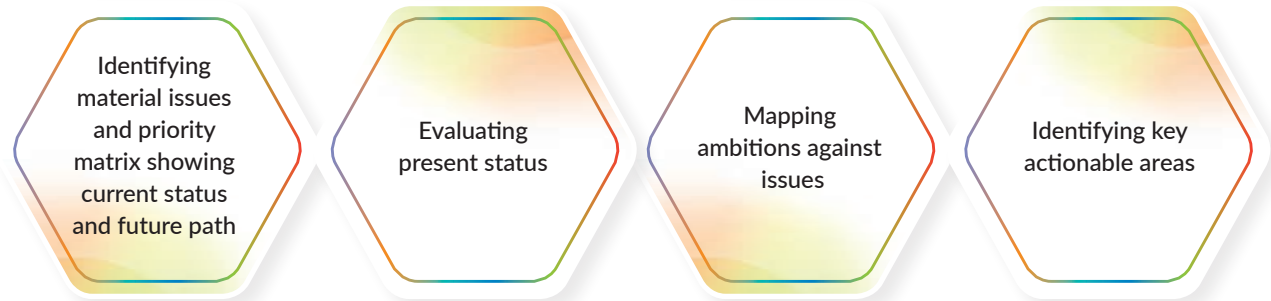 Identifying
material issues
and priority
matrix showing
current status
and future path
Evaluating
present status
Mapping
ambitions against
issues
Identifying key
actionable areas